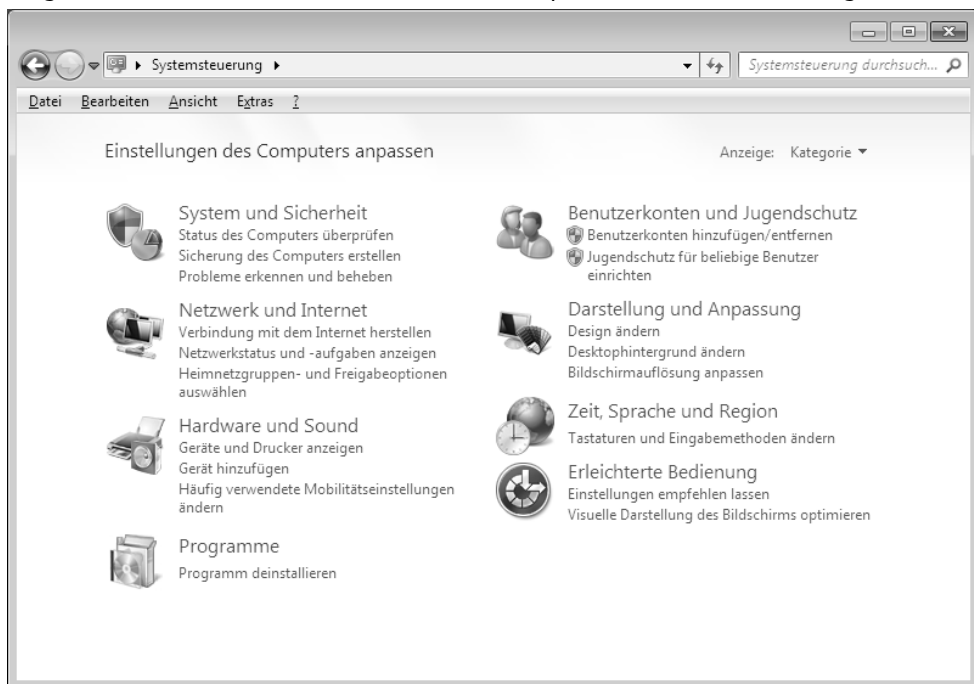 Systemsteuerung
Systemsteuerung durchsuch...
Datei Bearbeiten Ansicht Extras ?
Einstellungen des Computers anpassen
Anzeige: Kategorie
System und Sicherheit
Status des Computers überprüfen
Sicherung des Computers erstellen
Probleme erkennen und beheben
Netzwerk und Internet
Verbindung mit dem Internet herstellen
Netzwerkstatus und -aufgaben anzeigen
Heimnetzgruppen- und Freigabeoptionen
auswählen
Hardware und Sound
Geräte und Drucker anzeigen
Gerät hinzufügen
Häufig verwendete Mobilitätseinstellungen
ändern
Programme
Programm deinstallieren
Benutzerkonten und Jugendschutz
Benutzerkonten hinzufügen/entfernen
Jugendschutz für beliebige Benutzer
einrichten
Darstellung und Anpassung
Design ändern
Desktophintergrund ändern
Bildschirmauflösung anpassen
Zeit, Sprache und Region
Tastaturen und Eingabemethoden ändern
Erleichterte Bedienung
Einstellungen empfehlen lassen
Visuelle Darstellung des Bildschirms optimieren